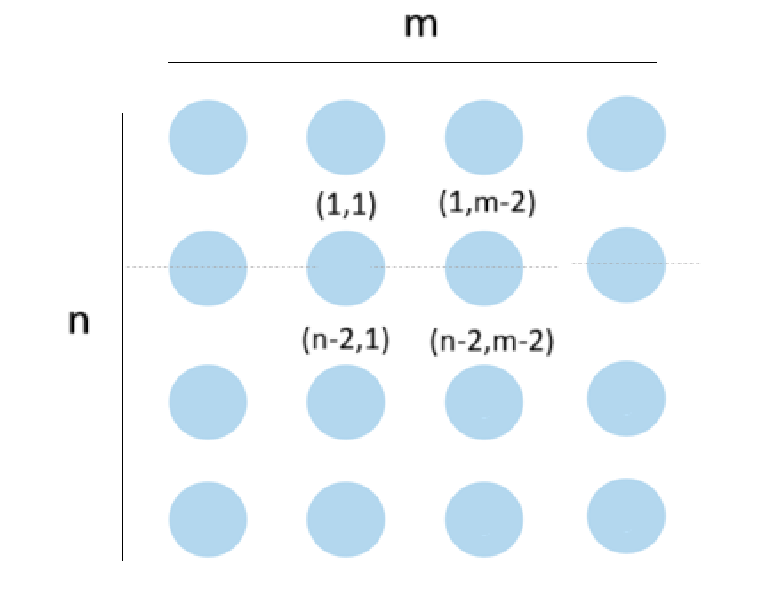 m
(1,1) (1,m-2)
n
(n-2,1) (n-2,m-2)